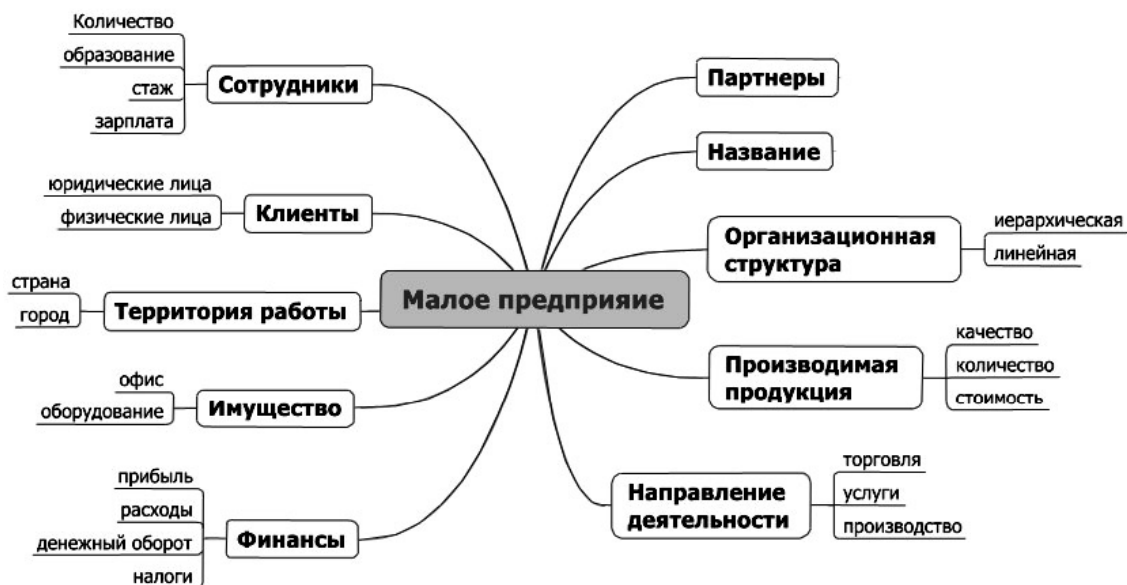 Количество
образование
стаж
зарплата
Сотрудники
юридические лица
физические лица
Клиенты
страна
город
Территория работы
офис
оборудование
Имущество
прибыль
расходы
денежный оборот
налоги
Финансы
Малое предприяие
Партнеры
Название
Организационная
структура
иерархическая
линейная
Производимая
продукция
качество
количество
стоимость
Направление
деятельности
торговля
услуги
производство